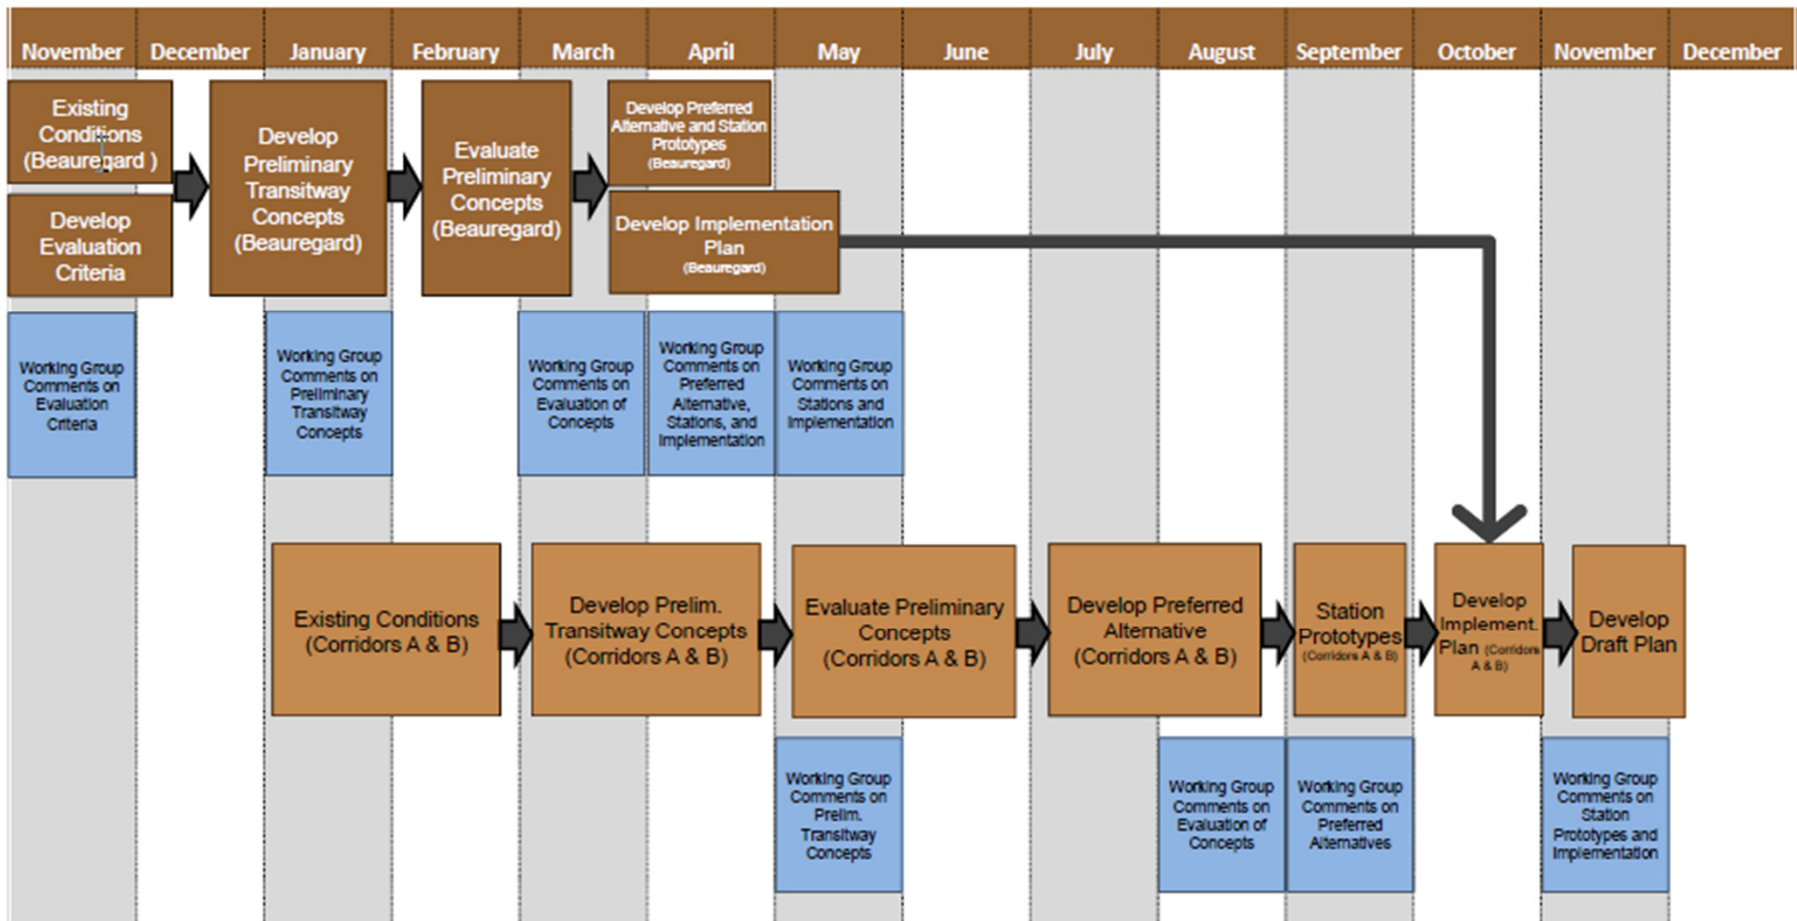 November December January February March April May June July August September October November December
Existing
Conditions
(Beauregard )
Develop
Evaluation
Criteria
Develop
Preliminary
Transitway
Concepts
(Beauregard)
Evaluate
Preliminary
Concepts
(Beauregard)
Develop Preferred
Alternative and Station
Prototypes
(Beauregard)
Develop Implementation
Plan
(Beauregard)
Working Group
Comments on
Evaluation
Criteria
Working Group
Comments on
Preliminary
Transitway
Concepts
Working Group
Comments on
Evaluation of
Concepts
Working Group
Comments on
Preferred
Alternative,
Stations, and
Implementation
Working Group
Comments on
Stations and
Implementation
Existing Conditions
(Corridors A & B)
Develop Prelim.
Transitway Concepts
(Corridors A & B)
Evaluate Preliminary
Concepts
(Corridors A & B)
Develop Preferred
Alternative
(Corridors A & B)
Station
Prototypes
(Corridors A & B)
Develop
Implement.
Plan (Corridors
A & B)
Develop
Draft Plan
Working Group
Comments on
Prelim.
Transitway
Concepts
Working Group
Comments on
Evaluation of
Concepts
Working Group
Comments on
Preferred
Alternatives
Working Group
Comments on
Station
Prototypes and
Implementation